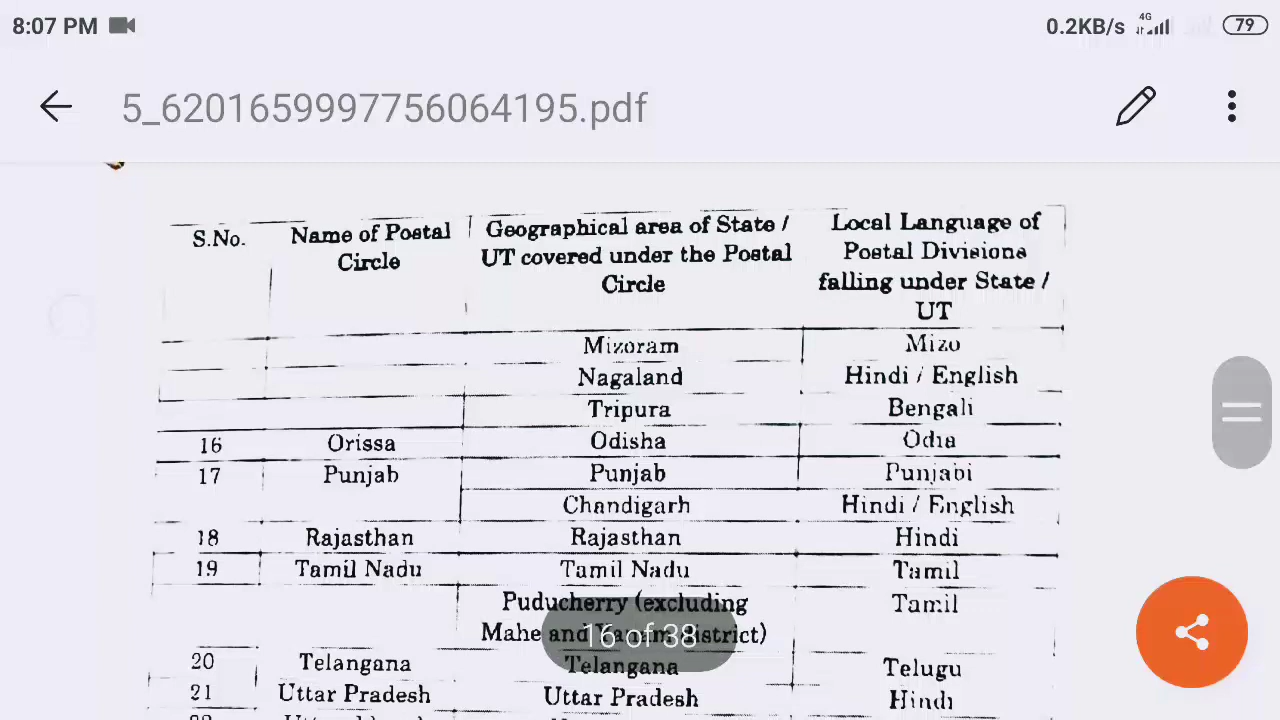 8:07 PM 0.2KB/s 4G 79
5_6201659997756064195.pdf
S.No. Name of Postal Circle Geographical area of State / UT covered under the Postal Circle Local Language of Postal Divisions falling under State / UT
Mizoram Mizo
Nagaland Hindi / English
Tripura Bengali
16 Orissa Odisha Odia
17 Punjab Punjab Punjabi
Chandigarh Hindi / English
18 Rajasthan Rajasthan Hindi
19 Tamil Nadu Tamil Nadu Tamil
Puducherry (excluding Tamil
Mahe and Yanam district)
16 of 38
20 Telangana Telangana Telugu
21 Uttar Pradesh Uttar Pradesh Hindi